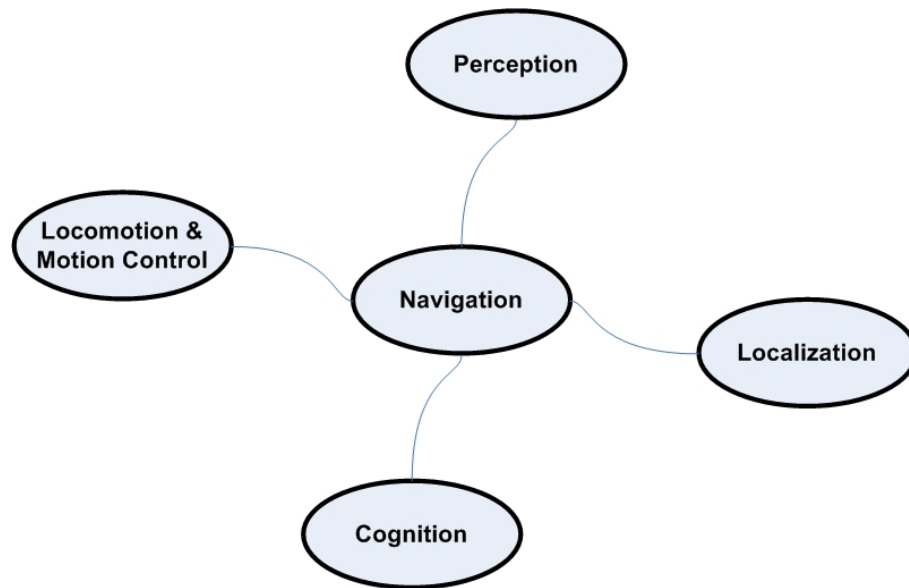 Perception
Locomotion &
Motion Control
Navigation
Localization
Cognition